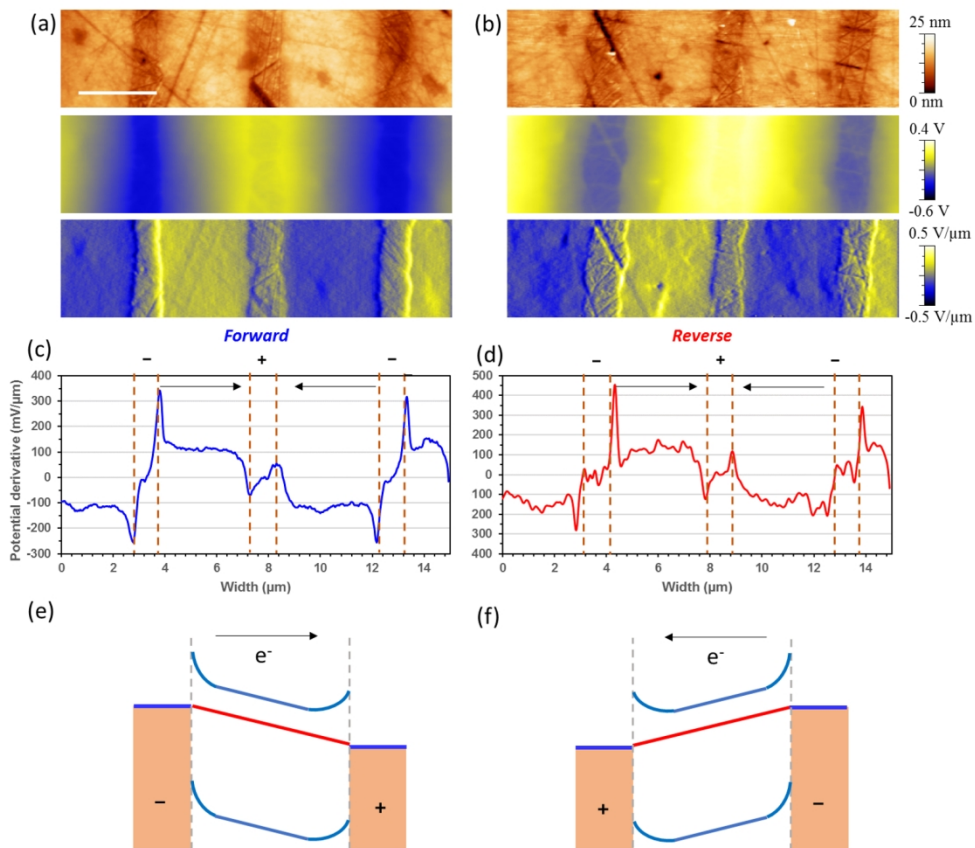 (a)
(b)
25 nm
0 nm
0.4 V
-0.6 V
0.5 V/µm
-0.5 V/µm
Forward
Reverse
(c)
− + −
Potential derivative (mV/µm)
400
300
200
100
0
-100
-200
-300
0 2 4 6 8 10 12 14
Width (µm)
(d)
− + −
500
400
300
200
100
0
100
200
300
400
0 2 4 6 8 10 12 14
Width (µm)
(e)
e-
−
+
(f)
e-
+
−